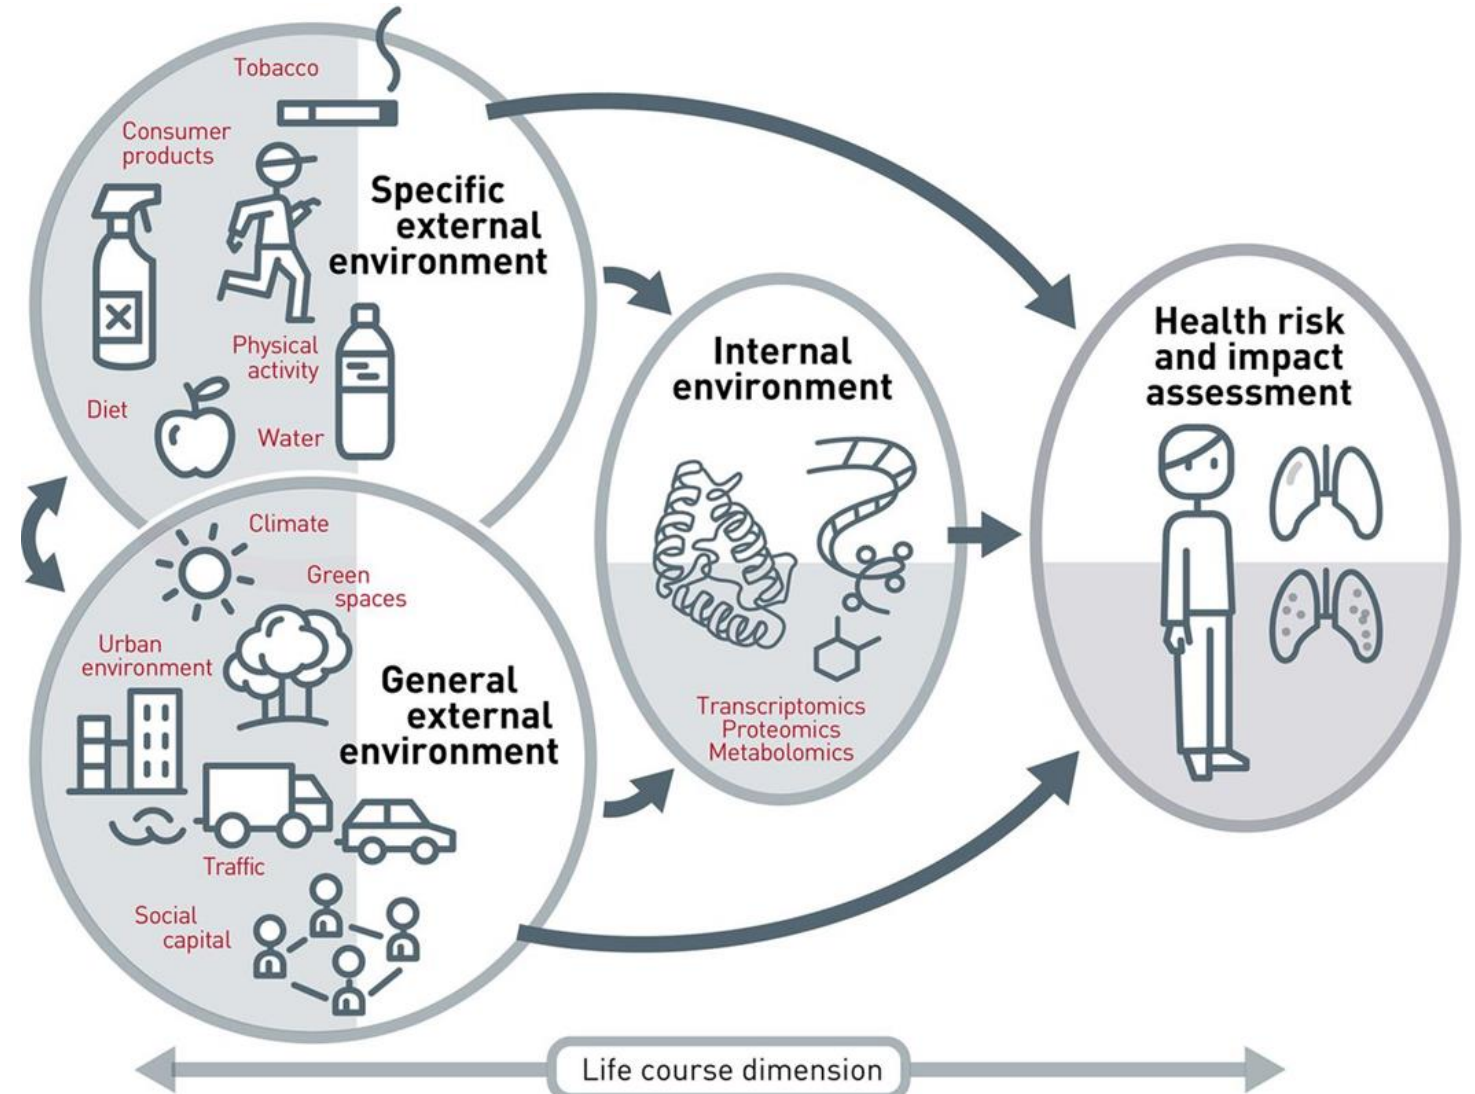 Tobacco
Consumer
products
Specific
external
environment
Physical
activity
Diet
Water
Climate
Green
spaces
Urban
environment
General
external
environment
Traffic
Social
capital
Internal
environment
Transcriptomics
Proteomics
Metabolomics
Health risk
and impact
assessment
Life course dimension